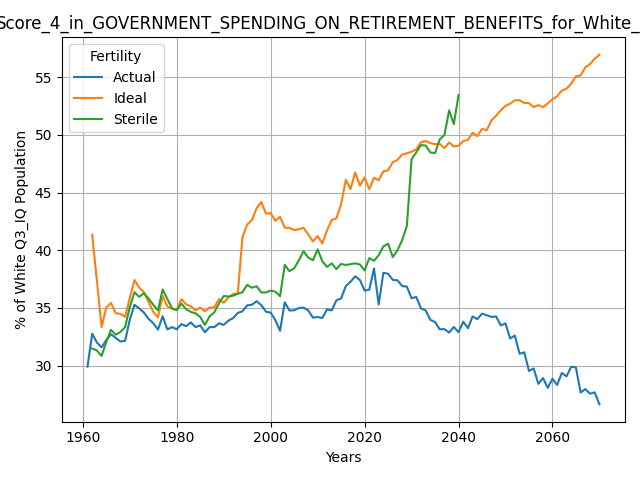 Score_4_in_GOVERNMENT_SPENDING_ON_RETIREMENT_BENEFITS_for_White_
Fertility
Actual
Ideal
Sterile
% of White Q3_IQ Population
55
50
45
40
35
30
1960
1980
2000
2020
2040
2060
Years